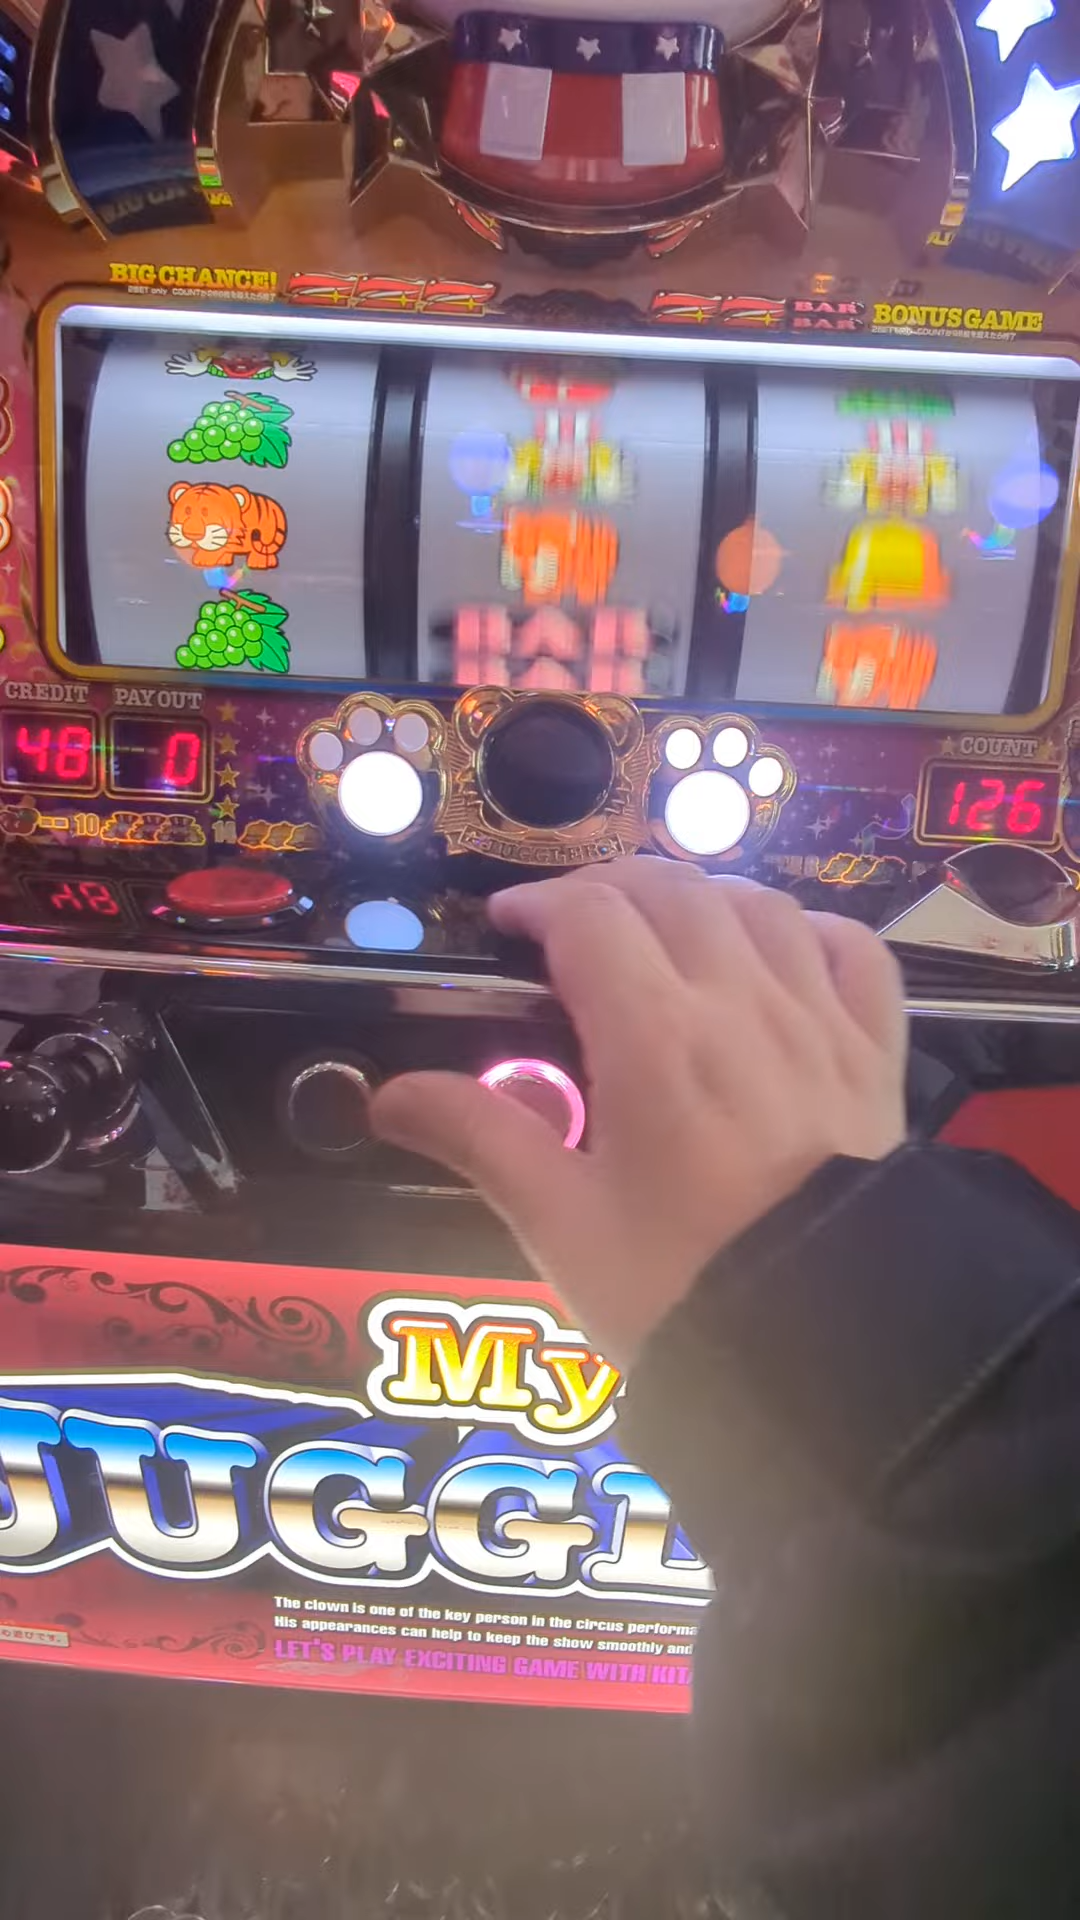 BIG CHANCE!
BAR
BAR
BONUS GAME
CREDIT
PAY OUT
48
0
COUNT
126
10
JUGGLER
My
JUGGL
The clown is one of the key person in the circus performa
His appearances can help to keep the show smoothly and
LET'S PLAY EXCITING GAME WITH KIT